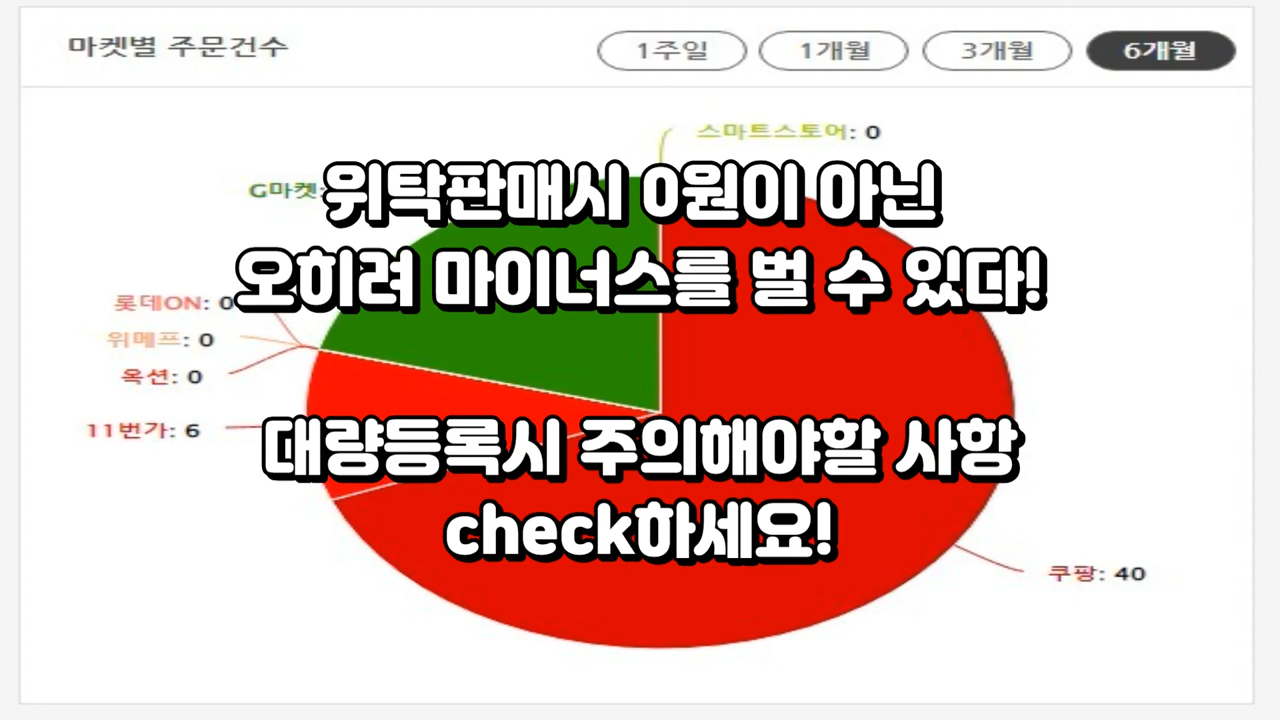 마켓별 주문건수
1주일 1개월 3개월 6개월
스마트스토어: 0
G마켓:
위탁판매시 0원이 아닌
오히려 마이너스를 벌 수 있다!
롯데ON: 0
위메프: 0
옥션: 0
11번가: 6
대량등록시 주의해야할 사항
check하세요!
쿠팡: 40